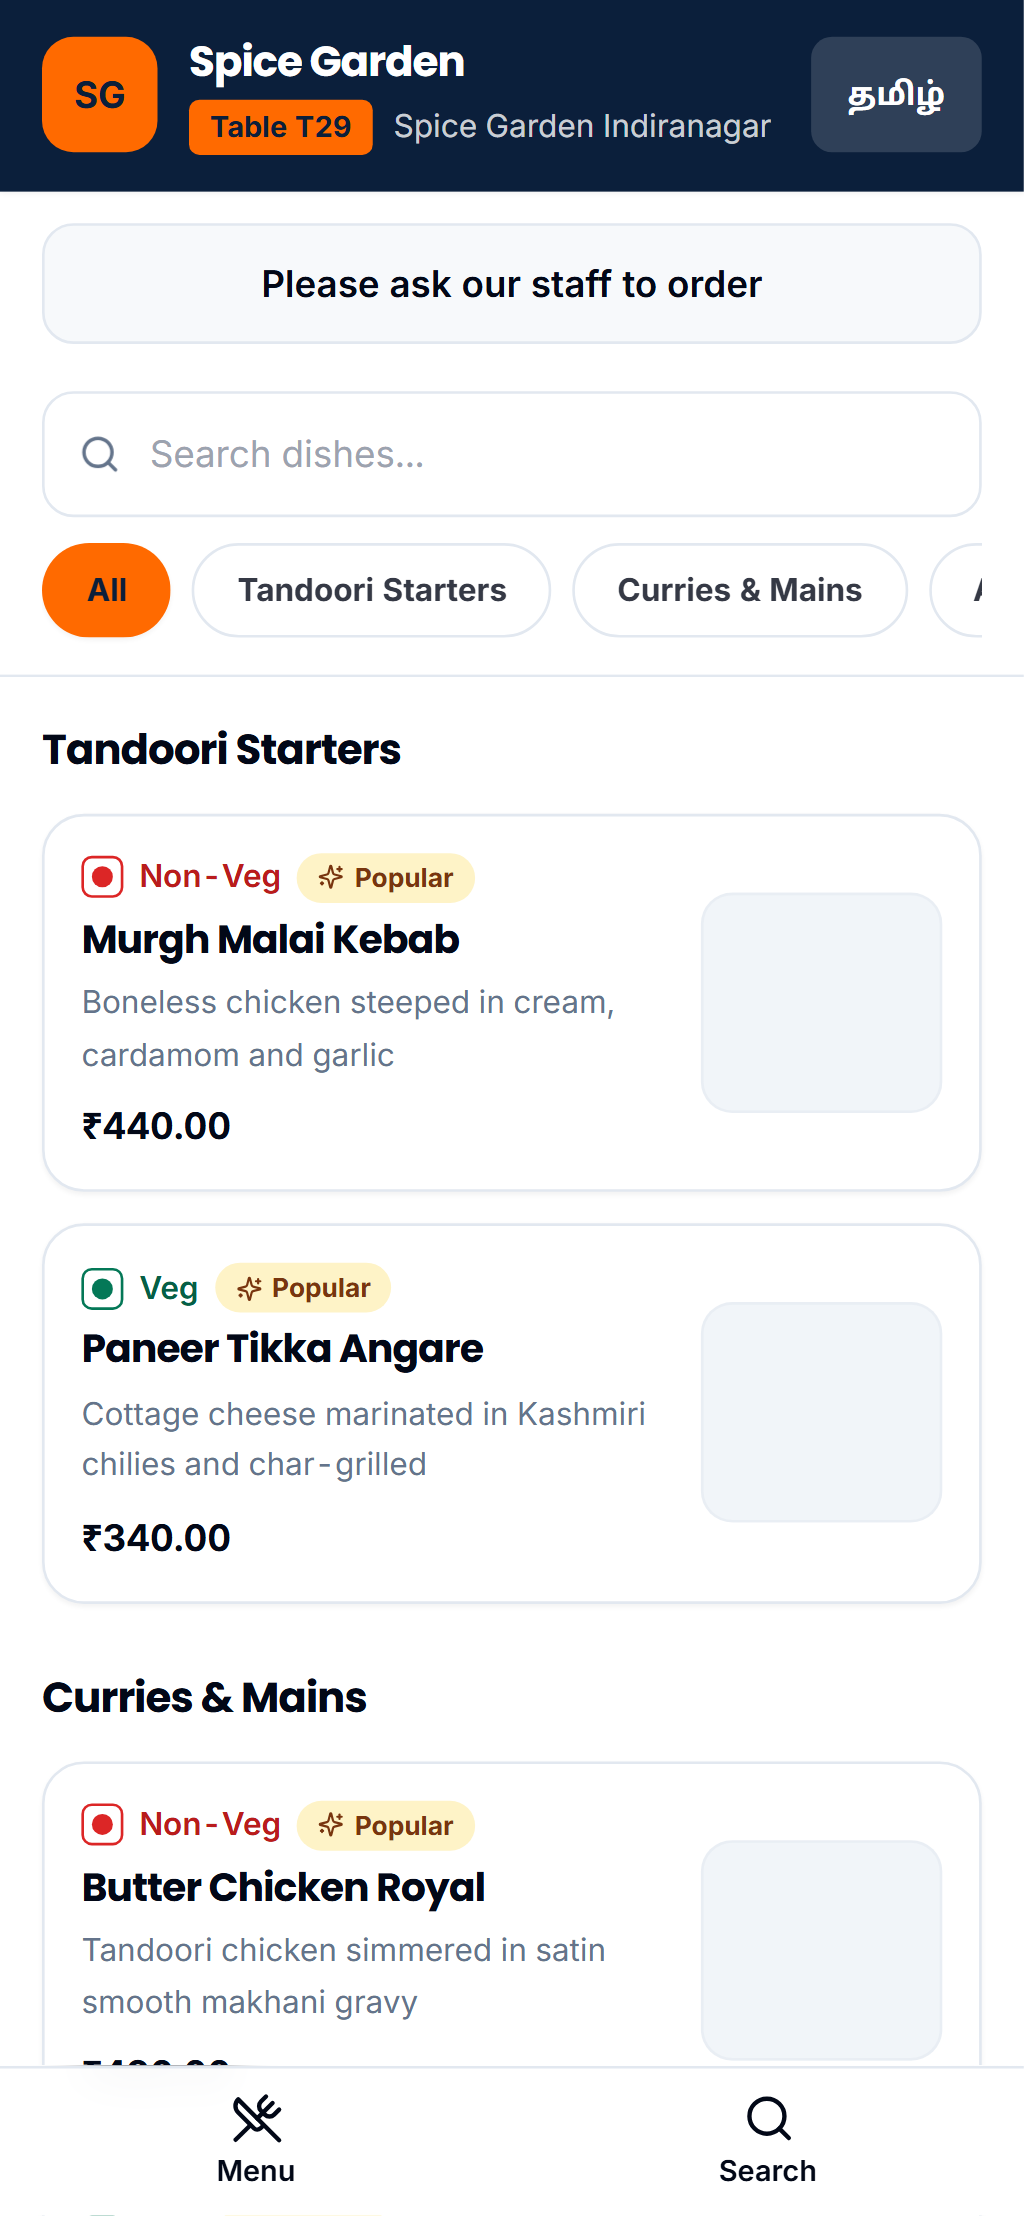 SG
Spice Garden
Table T29 Spice Garden Indiranagar
தமிழ்
Please ask our staff to order
Search dishes...
All Tandoori Starters Curries & Mains
Tandoori Starters
Non-Veg Popular
Murgh Malai Kebab
Boneless chicken steeped in cream,
cardamom and garlic
₹440.00
Veg Popular
Paneer Tikka Angare
Cottage cheese marinated in Kashmiri
chilies and char-grilled
₹340.00
Curries & Mains
Non-Veg Popular
Butter Chicken Royal
Tandoori chicken simmered in satin
smooth makhani gravy
Menu Search